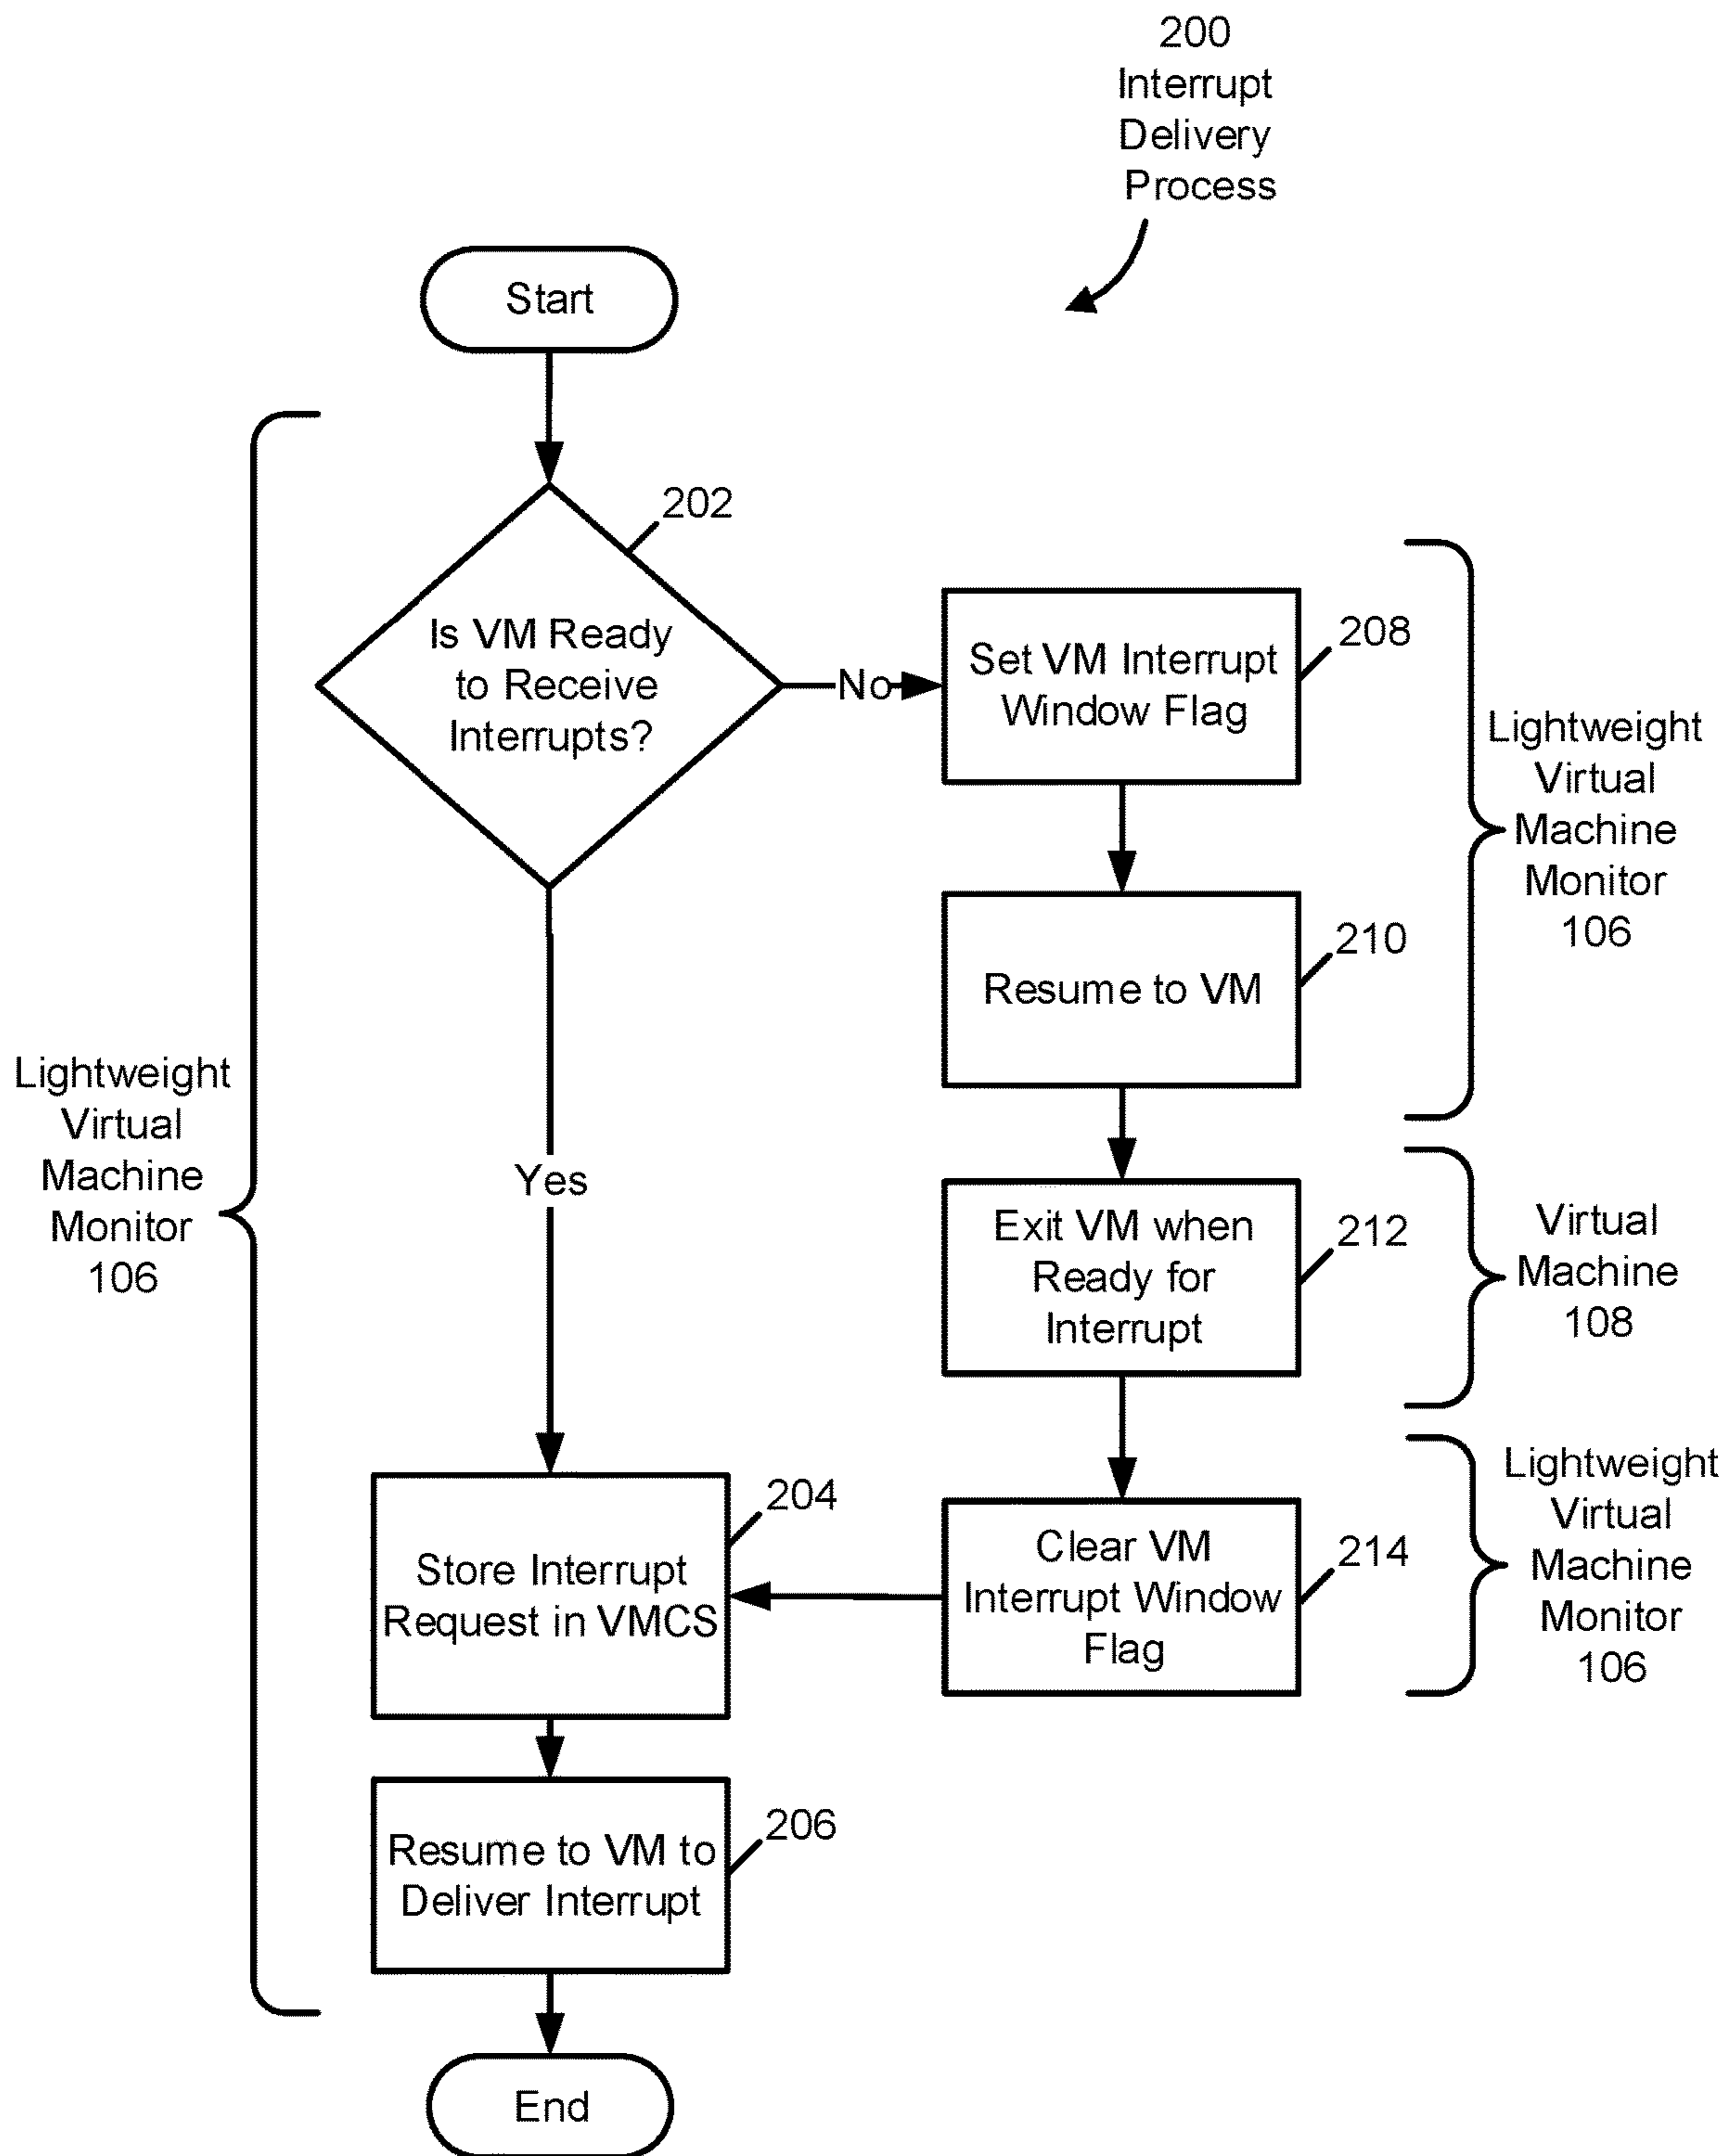 200
Interrupt
Delivery
Process
Start
202
Is VM Ready
to Receive
Interrupts?
No
Set VM Interrupt
Window Flag
208
Lightweight
Virtual
Machine
Monitor
106
Resume to VM
210
Lightweight
Virtual
Machine
Monitor
106
Yes
Exit VM when
Ready for
Interrupt
212
Virtual
Machine
108
Store Interrupt
Request in VMCS
204
Clear VM
Interrupt Window
Flag
214
Lightweight
Virtual
Machine
Monitor
106
Resume to VM to
Deliver Interrupt
206
End